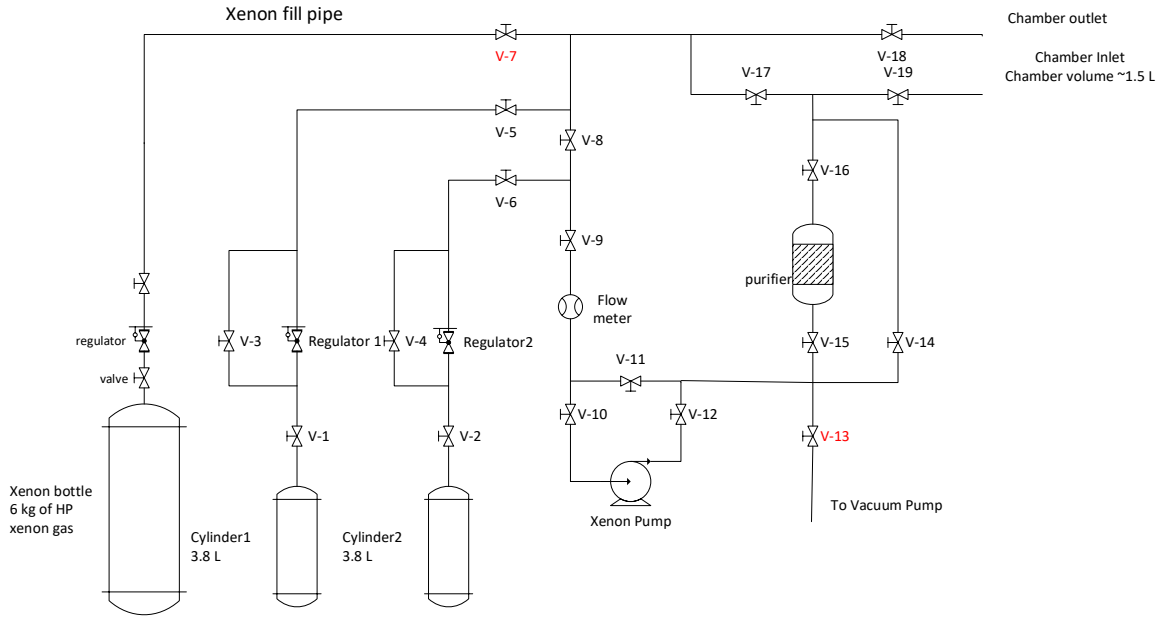 Xenon fill pipe
Chamber outlet
V-7
V-18
Chamber Inlet
Chamber volume ~1.5 L
V-17
V-19
V-5
V-8
V-16
V-6
V-9
purifier
Flow
meter
regulator
V-3
Regulator 1
V-4
Regulator2
V-15
V-14
V-11
valve
V-10
V-12
V-1
V-2
V-13
Xenon bottle
6 kg of HP
xenon gas
To Vacuum Pump
Xenon Pump
Cylinder1
3.8 L
Cylinder2
3.8 L